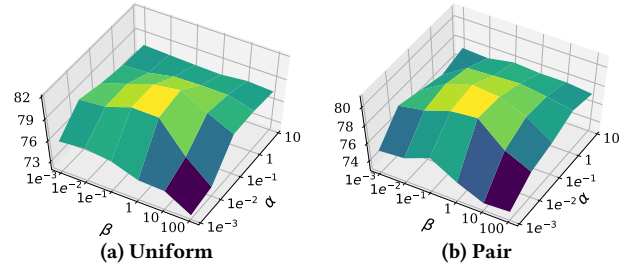 82
79
76
73
1e⁻³
1e⁻²
1e⁻¹
1
10
100
β
1e⁻³
1e⁻²
1e⁻¹
1
10
α
(a) Uniform
80
78
76
74
1e⁻³
1e⁻²
1e⁻¹
1
10
100
β
1e⁻³
1e⁻²
1e⁻¹
1
10
α
(b) Pair